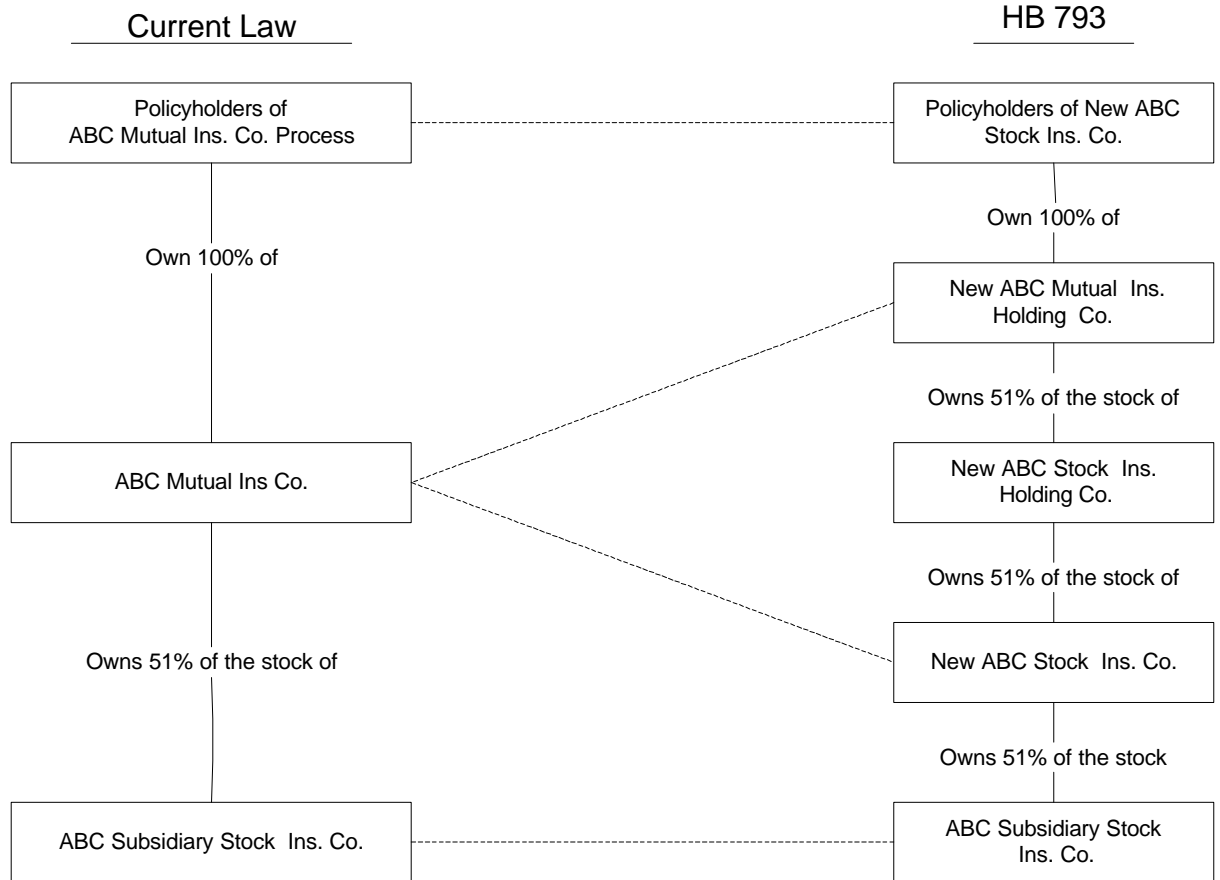 Current Law
HB 793
Policyholders of
ABC Mutual Ins. Co. Process
Policyholders of New ABC
Stock Ins. Co.
Own 100% of
Own 100% of
New ABC Mutual Ins.
Holding Co.
Owns 51% of the stock of
ABC Mutual Ins Co.
New ABC Stock Ins.
Holding Co.
Owns 51% of the stock of
Owns 51% of the stock of
New ABC Stock Ins. Co.
Owns 51% of the stock
ABC Subsidiary Stock Ins. Co.
ABC Subsidiary Stock
Ins. Co.